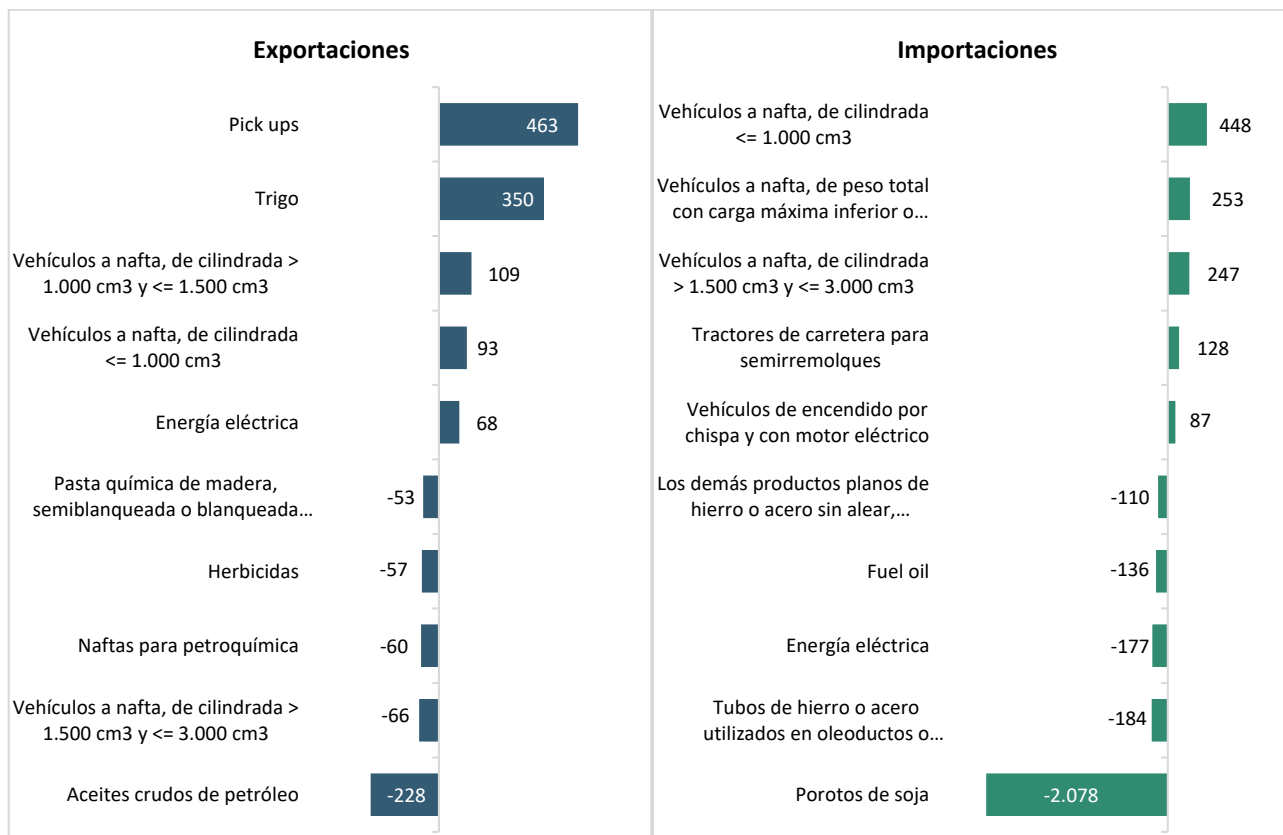 Exportaciones
Pick ups
463
Trigo
350
Vehículos a nafta, de cilindrada >
1.000 cm3 y <= 1.500 cm3
109
Vehículos a nafta, de cilindrada
<= 1.000 cm3
93
Energía eléctrica
68
Pasta química de madera,
semiblanqueada o blanqueada...
-53
Herbicidas
-57
Naftas para petroquímica
-60
Vehículos a nafta, de cilindrada >
1.500 cm3 y <= 3.000 cm3
-66
Aceites crudos de petróleo
-228
Importaciones
Vehículos a nafta, de cilindrada
<= 1.000 cm3
448
Vehículos a nafta, de peso total
con carga máxima inferior o...
253
Vehículos a nafta, de cilindrada
> 1.500 cm3 y <= 3.000 cm3
247
Tractores de carretera para
semirremolques
128
Vehículos de encendido por
chispa y con motor eléctrico
87
Los demás productos planos de
hierro o acero sin alear,...
-110
Fuel oil
-136
Energía eléctrica
-177
Tubos de hierro o acero
utilizados en oleoductos o...
-184
Porotos de soja
-2.078